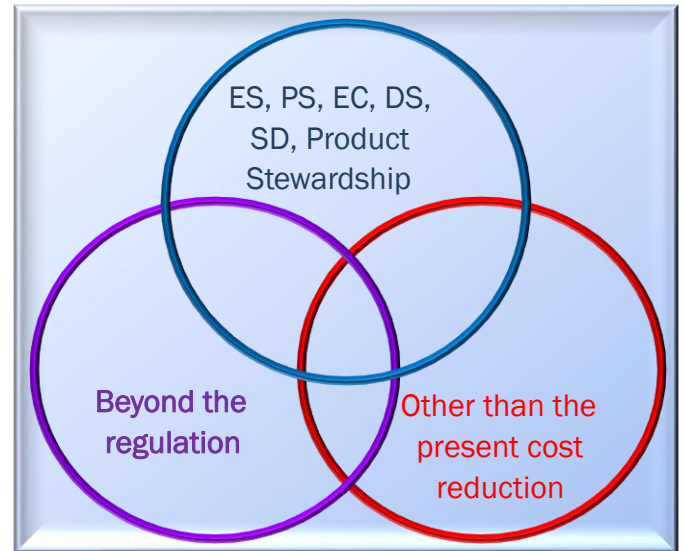 ES, PS, EC, DS,
SD, Product
Stewardship
Beyond the
regulation
Other than the
present cost
reduction